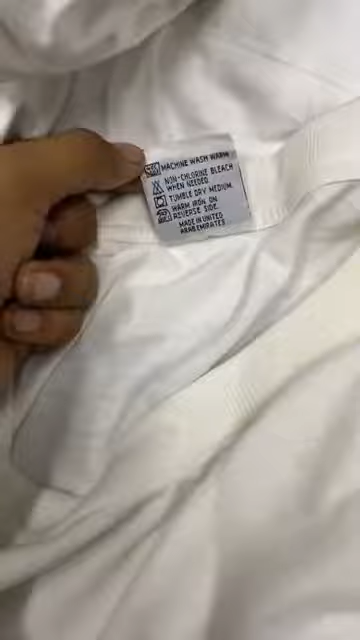 MACHINE WASH WARM
NON-CHLORINE BLEACH
WHEN NEEDED
TUMBLE DRY MEDIUM.
WARM IRON ON
REVERSE SIDE.
MADE IN UNITED
ARAB EMIRATES